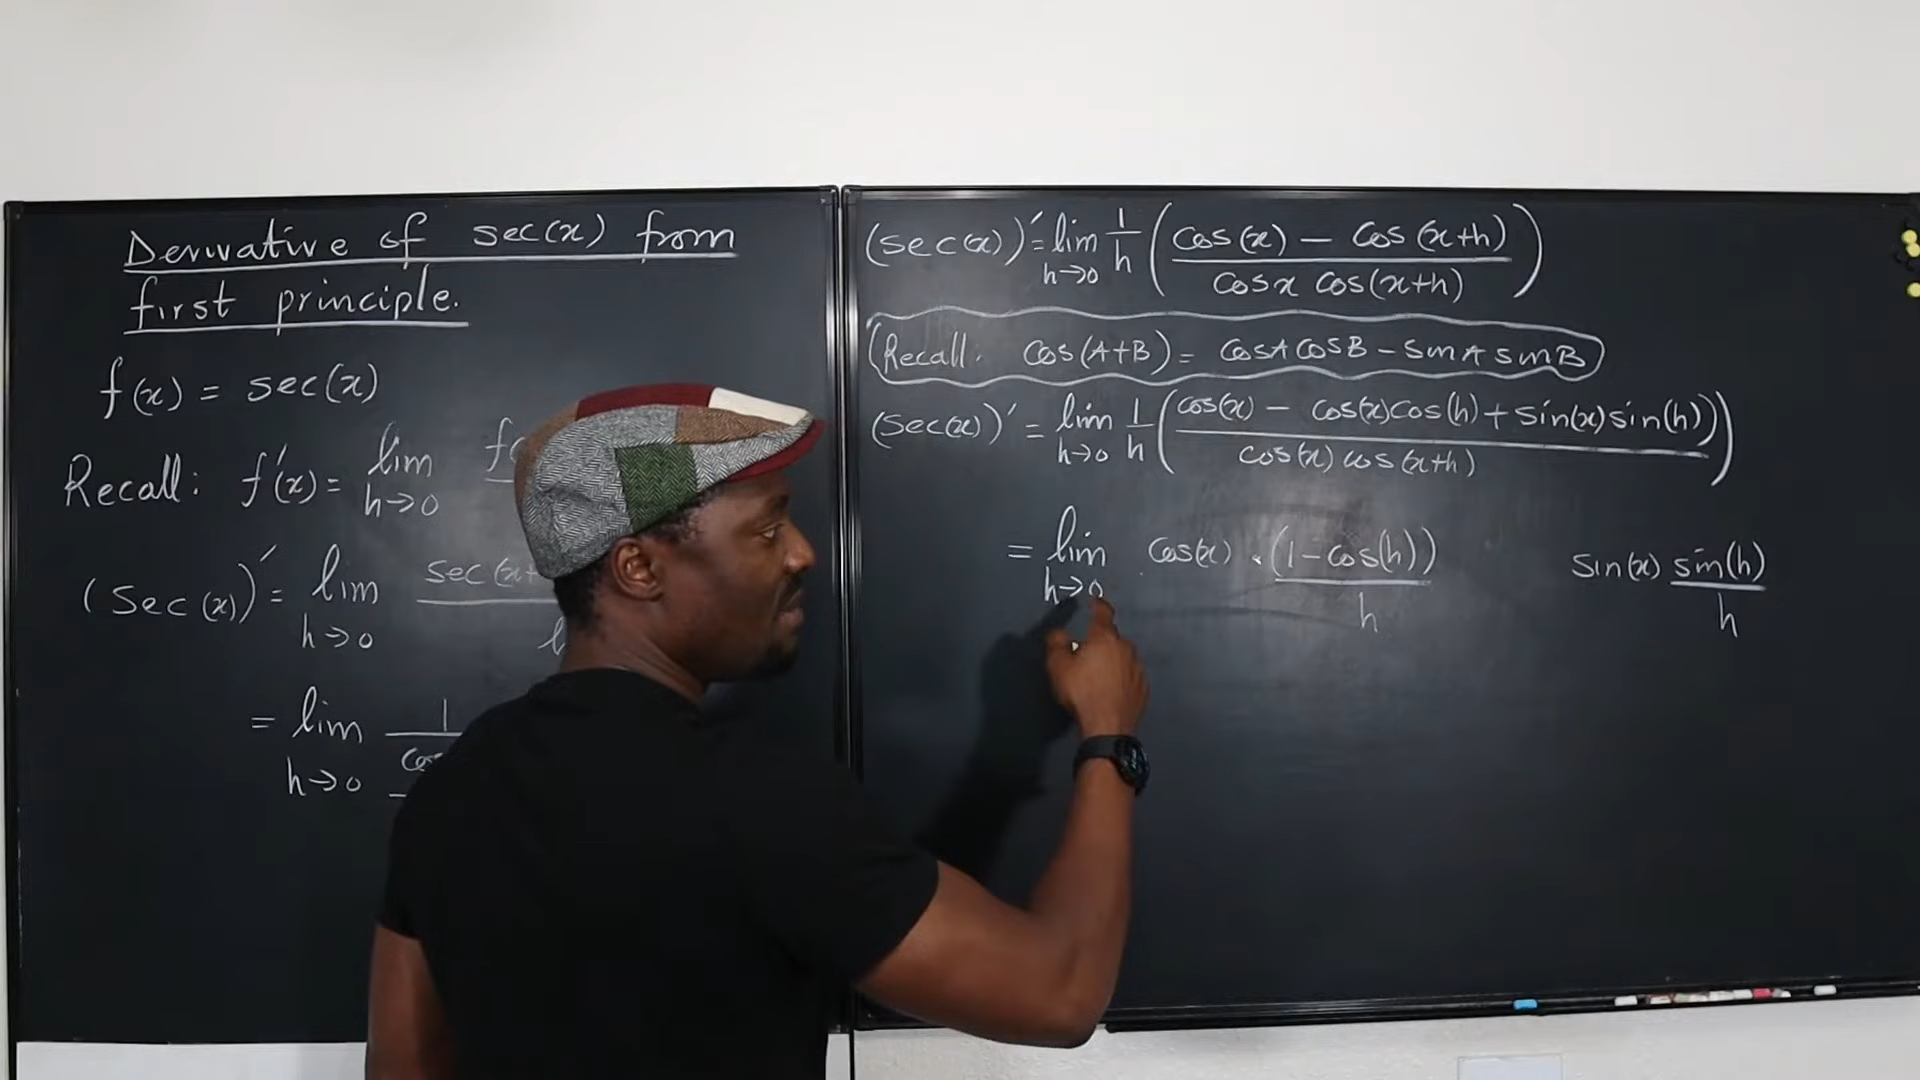 Derivative of sec(x) from
first principle.
f(x) = sec(x)
Recall: f'(x) = lim h→0
(sec(x))' = lim h→0 sec(x+
= lim h→0 1
(sec(x))' = lim h→0 1/h ( (cos(x) − cos(x+h)) / (cosx cos(x+h)) )
Recall: cos(A+B) = cosA cosB − sinA sinB
(sec(x))' = lim h→0 1/h ( (cos(x) − cos(x)cos(h) + sin(x)sin(h)) / (cos(x) cos(x+h)) )
= lim h→0 cos(x) · (1−cos(h)) / h sin(x) sin(h) / h